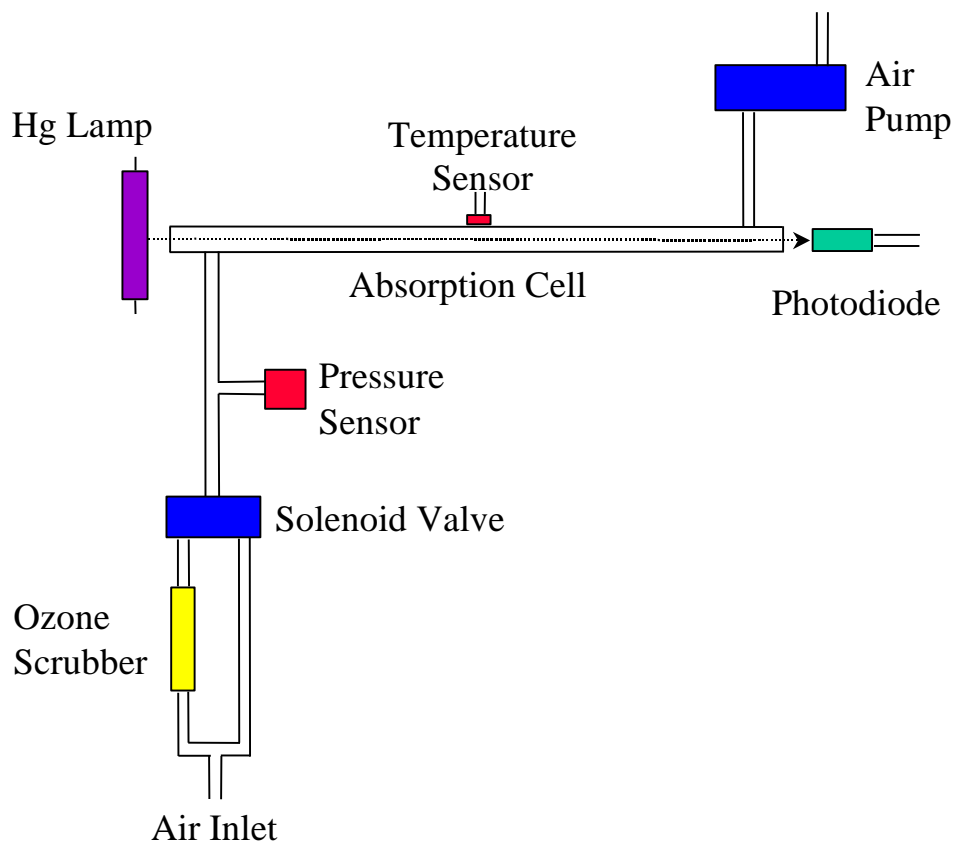 Air
Pump
Hg Lamp
Temperature
Sensor
Absorption Cell
Photodiode
Pressure
Sensor
Solenoid Valve
Ozone
Scrubber
Air Inlet